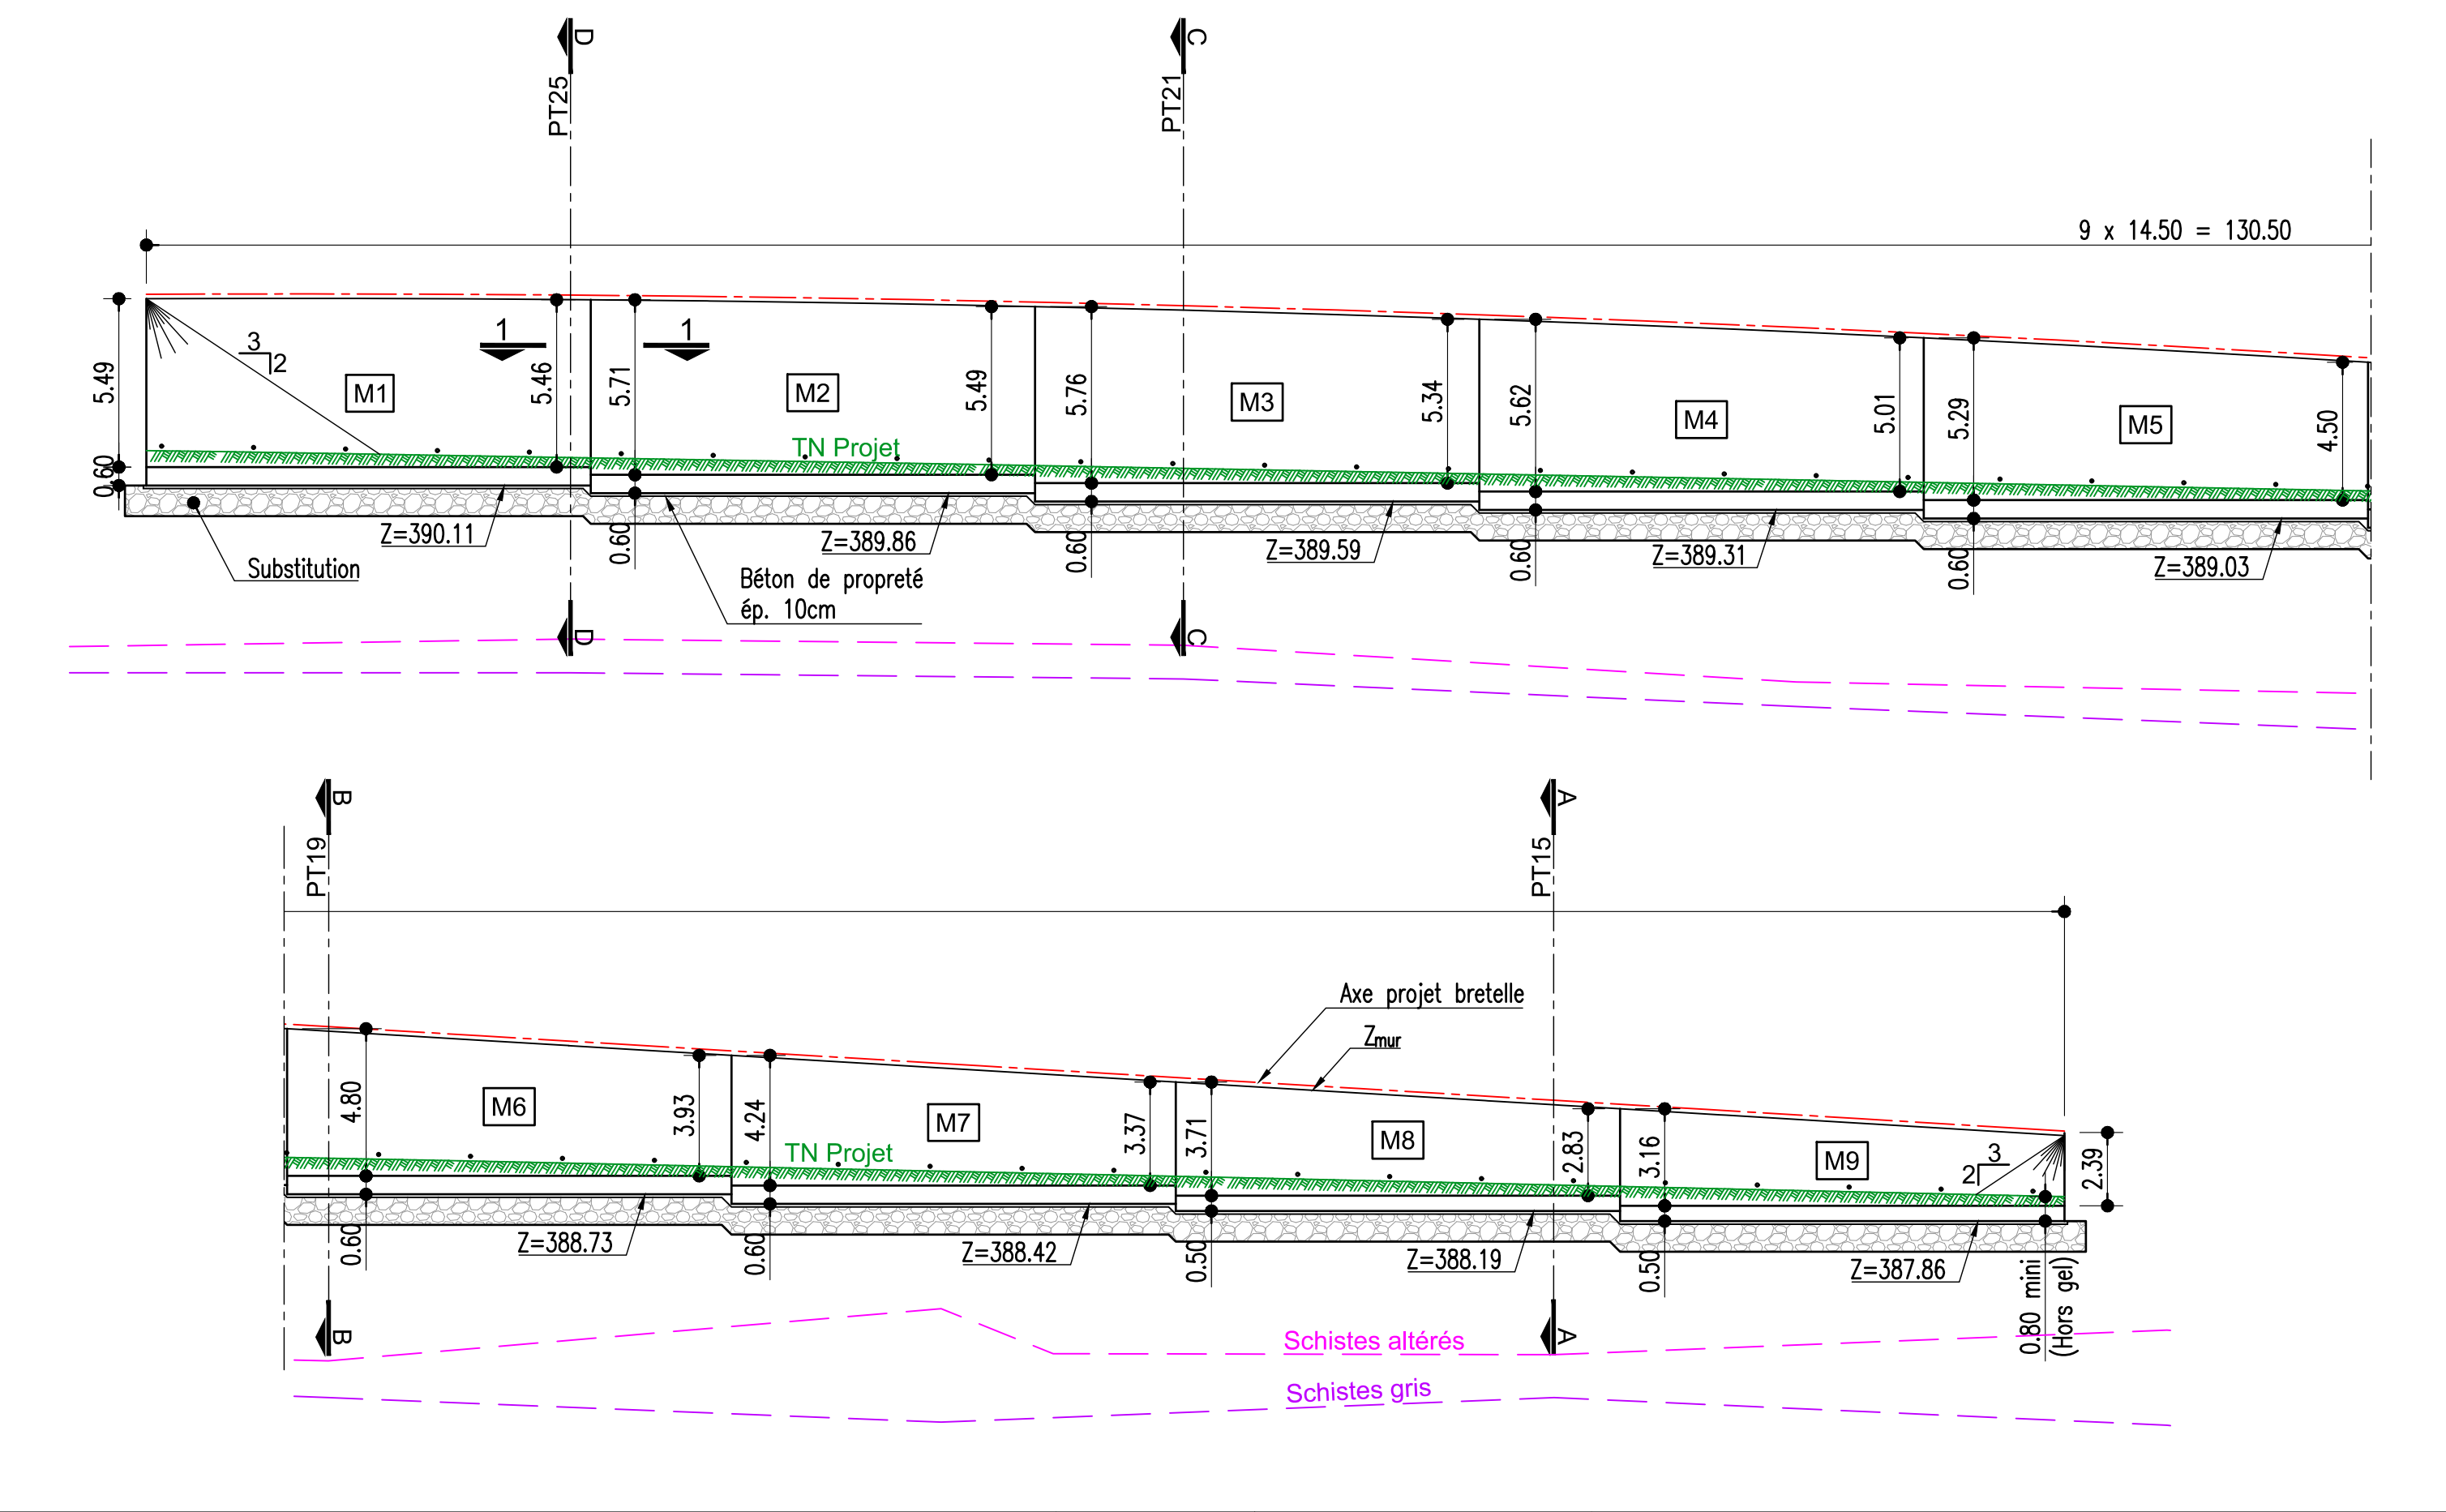 D
C
PT25
PT21
9 x 14.50 = 130.50
5.49
0.60
3
2
M1
1
5.46
1
5.71
M2
5.49
5.76
M3
5.34
5.62
M4
5.01
5.29
M5
4.50
TN Projet
Z=390.11
0.60
Z=389.86
0.60
Z=389.59
0.60
Z=389.31
0.60
Z=389.03
Substitution
Béton de propreté
ép. 10cm
D
C
B
A
PT19
PT15
Axe projet bretelle
Zmur
4.80
M6
3.93
4.24
M7
3.37
3.71
M8
2.83
3.16
M9
3
2
2.39
TN Projet
0.60
Z=388.73
0.60
Z=388.42
0.50
Z=388.19
0.50
Z=387.86
0.80 mini
(Hors gel)
B
A
Schistes altérés
Schistes gris